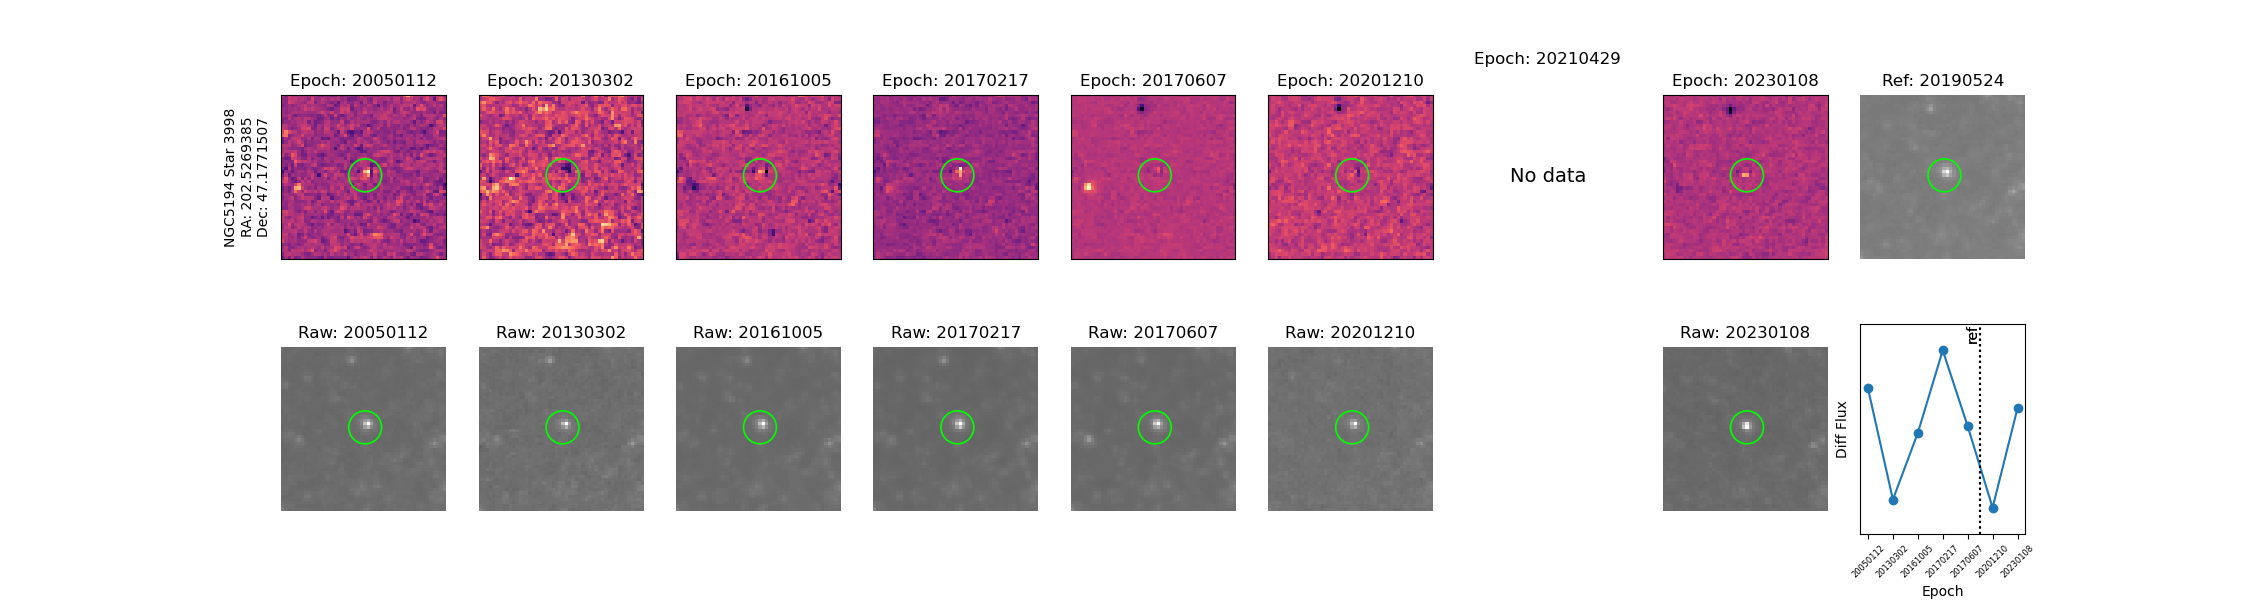 Epoch: 20210429
Epoch: 20050112
Epoch: 20130302
Epoch: 20161005
Epoch: 20170217
Epoch: 20170607
Epoch: 20201210
Epoch: 20230108
Ref: 20190524
NGC5194 Star 3998
RA: 202.5269385
Dec: 47.1771507
No data
Raw: 20050112
Raw: 20130302
Raw: 20161005
Raw: 20170217
Raw: 20170607
Raw: 20201210
Raw: 20230108
ref
Diff Flux
20050112
20130302
20161005
20170217
20170607
20201210
20230108
Epoch